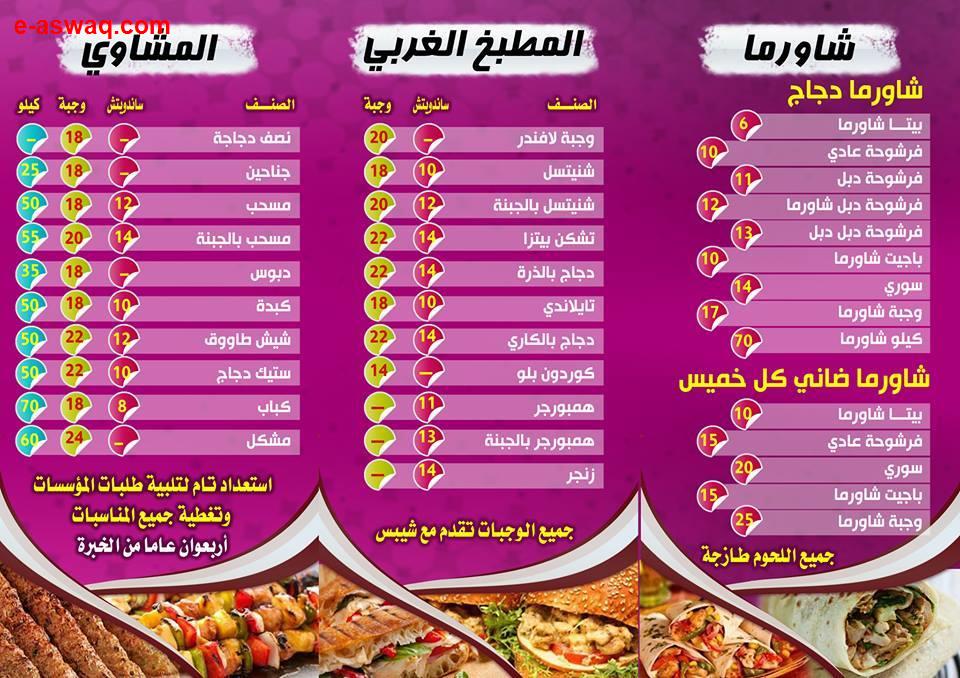 e-aswaq.com
شاورما
شاورما دجاج
بيتــا شاورما 6
فرشوحة عادي 10
فرشوحة دبل 11
فرشوحة دبل شاورما 12
فرشوحة دبل دبل 13
باجيت شاورما 10
سوري 14
وجبة شاورما 17
كيلو شاورما 70
شاورما ضاني كل خميس
بيتــا شاورما 10
فرشوحة عادي 15
سوري 20
باجيت شاورما 15
وجبة شاورما 25
جميع اللحوم طازجة
المطبخ الغربي
الصنــف ساندويتش وجبة
وجبة لافندر – 20
شنيتسل 10 18
شنيتسل بالجبنة 12 20
تشكن بيتزا 14 22
دجاج بالذرة 14 22
تايلاندي 10 18
دجاج بالكاري 14 22
كوردون بلو – 14
همبورجر 11 –
همبورجر بالجبنة 13 –
زنجر 14 –
جميع الوجبات تقدم مع شيبس
المشاوي
الصنــف ساندويتش وجبة كيلو
نصف دجاجة – 18 –
جناحين – 18 25
مسحب 12 18 50
مسحب بالجبنة 14 20 55
دبوس – 18 35
كبدة 10 18 50
شيش طاووق 12 22 50
ستيك دجاج 10 22 50
كباب 8 18 70
مشكل – 24 60
استعداد تام لتلبية طلبات المؤسسات
وتغطية جميع المناسبات
أربعوان عاما من الخبرة